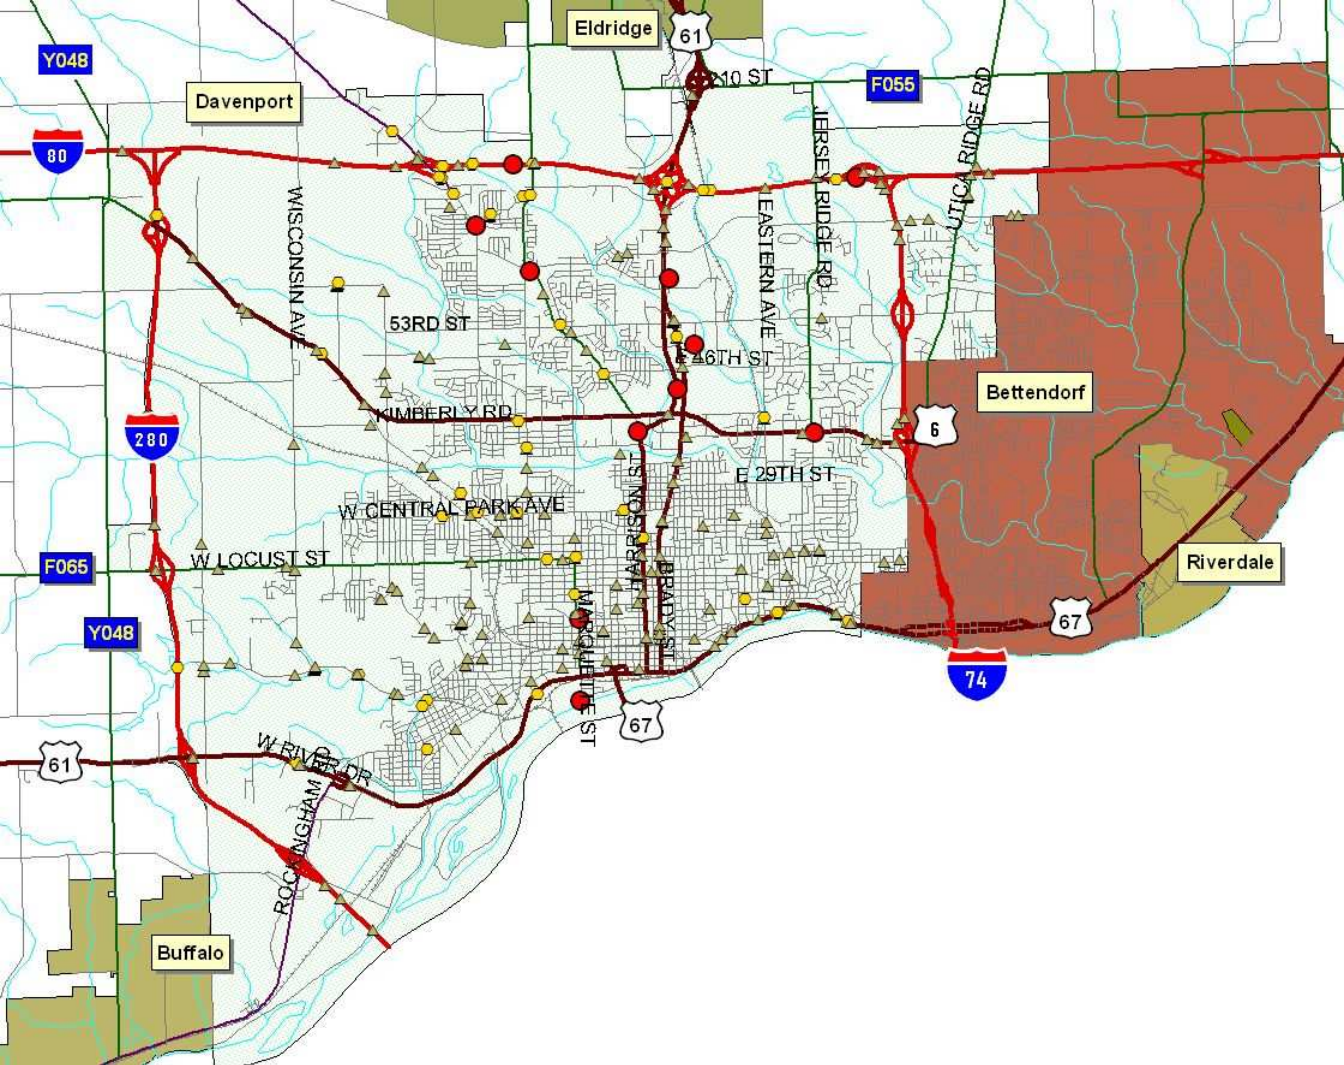 Eldridge
61
Y048
210 ST
F055
Davenport
UTICA RIDGE RD
JERSEY RIDGE RD
80
WISCONSIN AVE
EASTERN AVE
53RD ST
E 46TH ST
Bettendorf
KIMBERLY RD
6
280
E 29TH ST
W CENTRAL PARK AVE
HARRISON ST
W LOCUST ST
F065
Riverdale
BRADY ST
MARQUETTE ST
67
Y048
74
67
W RIVER DR
61
ROCKINGHAM
Buffalo